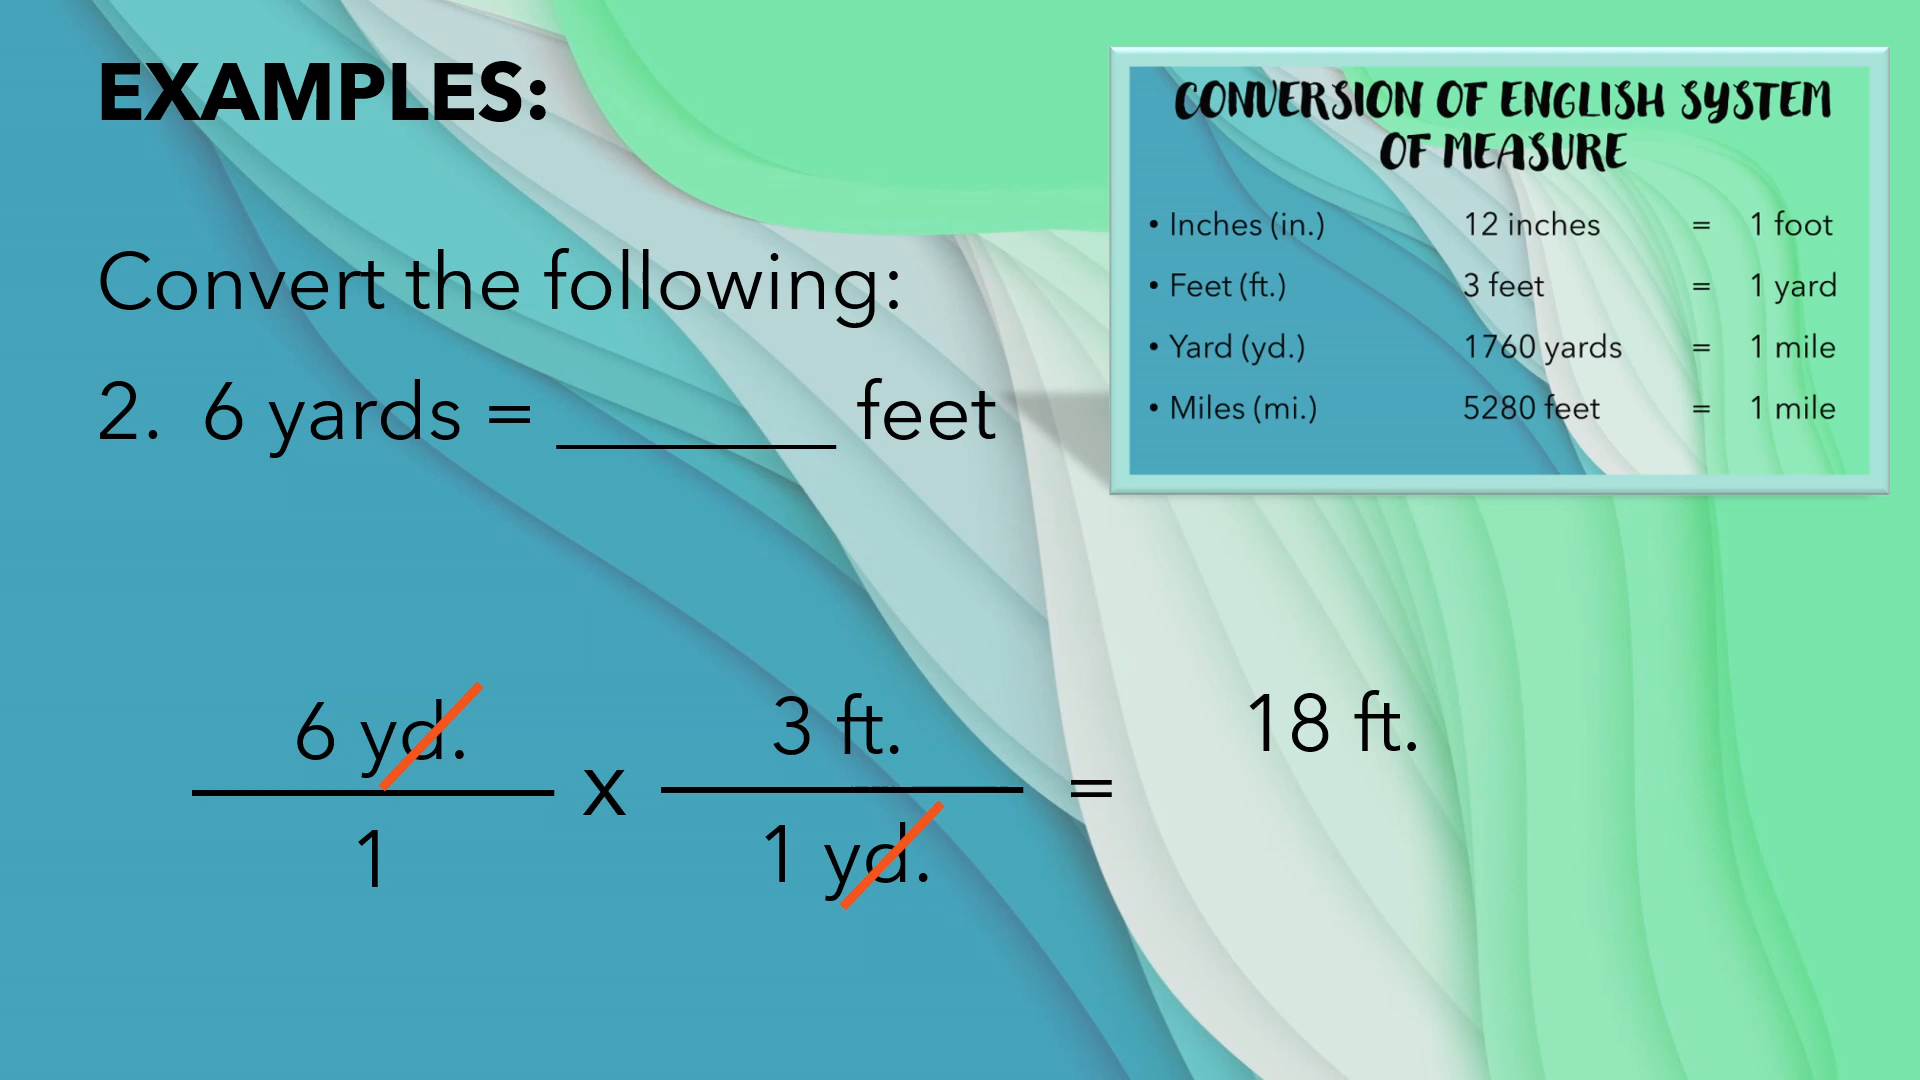 EXAMPLES:
Convert the following:
2. 6 yards = ________ feet
CONVERSION OF ENGLISH SYSTEM
OF MEASURE
• Inches (in.) 12 inches = 1 foot
• Feet (ft.) 3 feet = 1 yard
• Yard (yd.) 1760 yards = 1 mile
• Miles (mi.) 5280 feet = 1 mile
6 yd. 3 ft. 18 ft.
x =
1 1 yd.